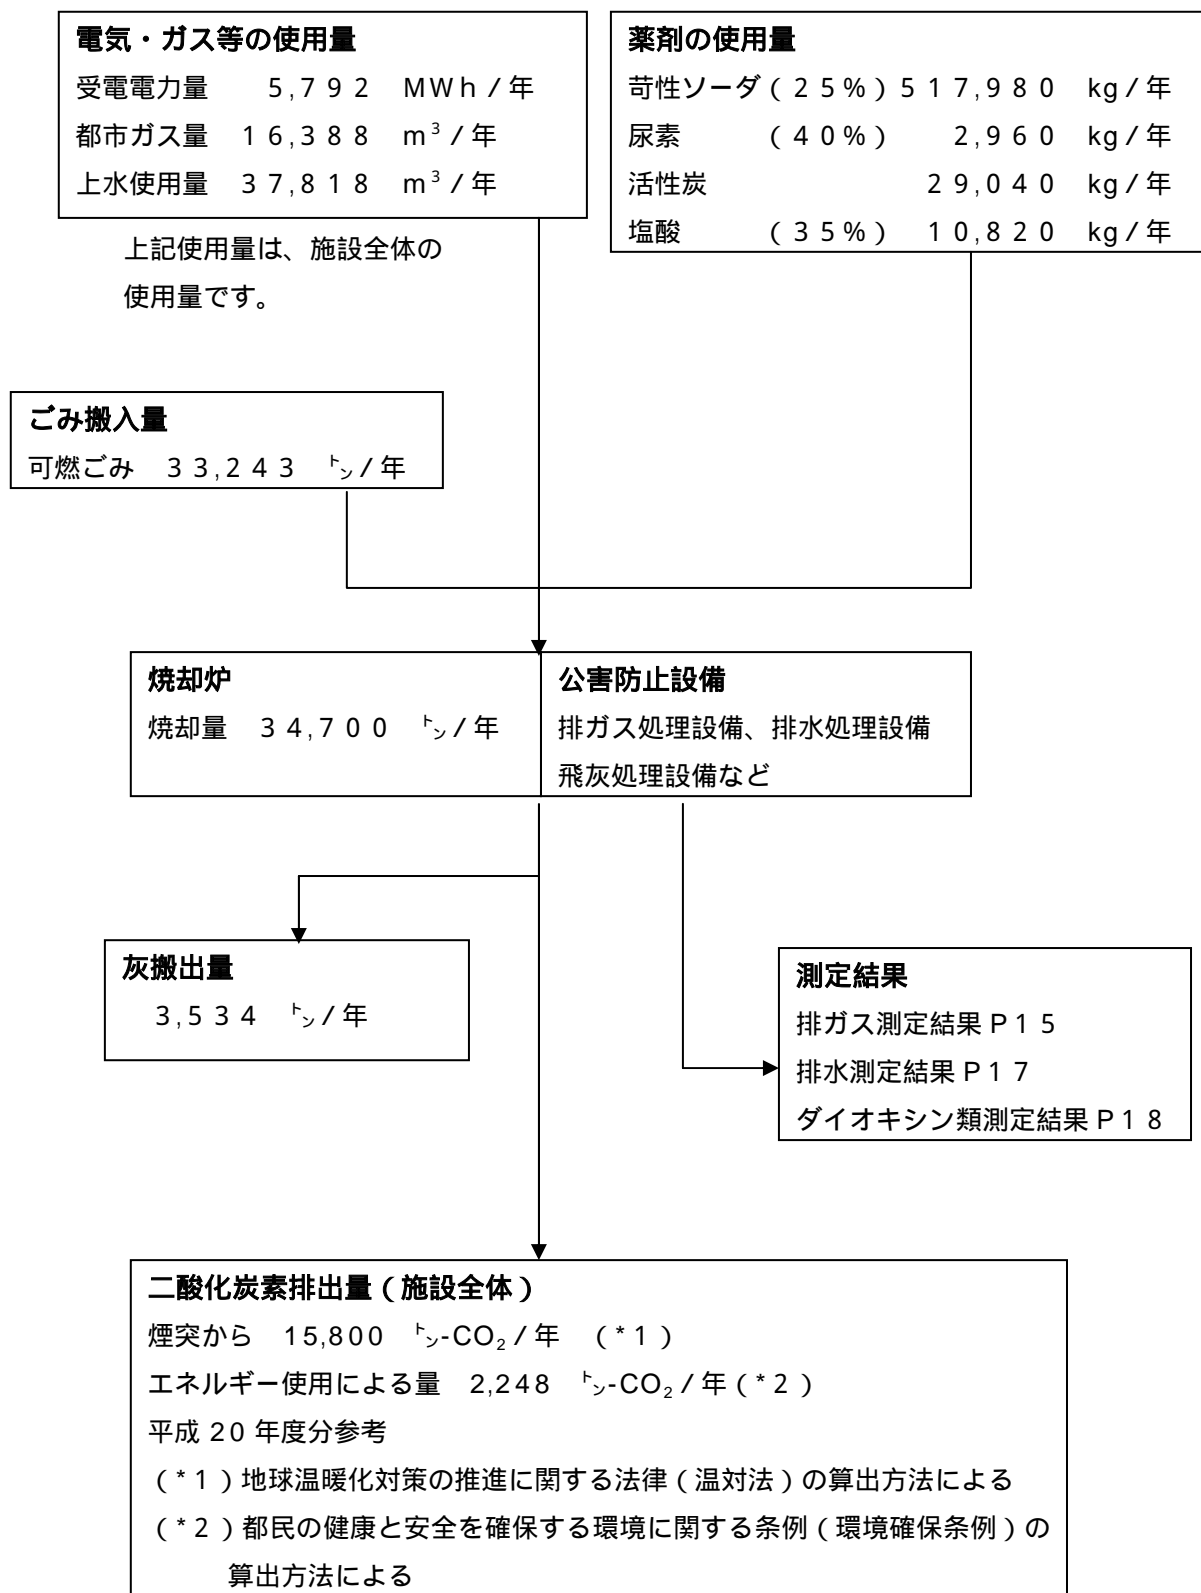 電気・ガス等の使用量
受電電力量　5,792　MWh/年
都市ガス量　16,388　m³/年
上水使用量　37,818　m³/年
上記使用量は、施設全体の
使用量です。
薬剤の使用量
苛性ソーダ(25%)517,980　kg/年
尿素　(40%)　2,960　kg/年
活性炭　29,040　kg/年
塩酸　(35%)　10,820　kg/年
ごみ搬入量
可燃ごみ　33,243　㌧/年
焼却炉
焼却量　34,700　㌧/年
公害防止設備
排ガス処理設備、排水処理設備
飛灰処理設備など
灰搬出量
3,534　㌧/年
測定結果
排ガス測定結果P15
排水測定結果P17
ダイオキシン類測定結果P18
二酸化炭素排出量(施設全体)
煙突から　15,800　㌧-CO₂/年　(*1)
エネルギー使用による量　2,248　㌧-CO₂/年(*2)
平成20年度分参考
(*1)地球温暖化対策の推進に関する法律(温対法)の算出方法による
(*2)都民の健康と安全を確保する環境に関する条例(環境確保条例)の
算出方法による